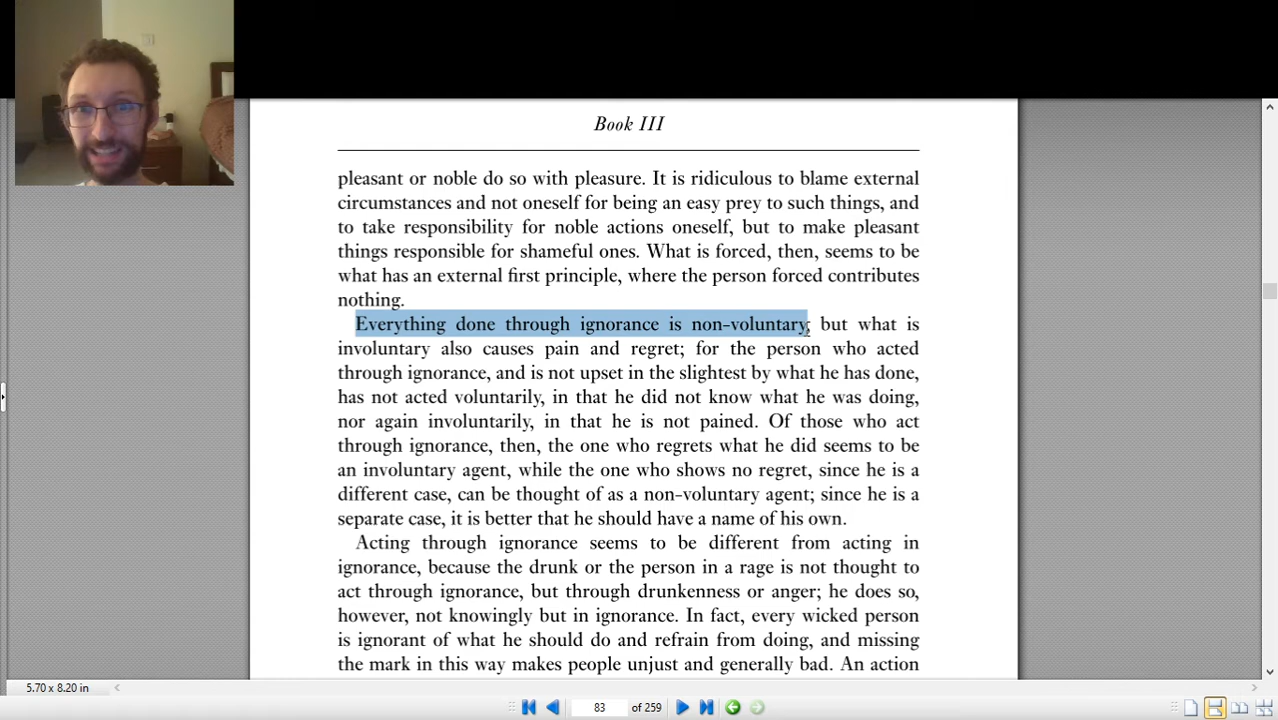 Book III
pleasant or noble do so with pleasure. It is ridiculous to blame external
circumstances and not oneself for being an easy prey to such things, and
to take responsibility for noble actions oneself, but to make pleasant
things responsible for shameful ones. What is forced, then, seems to be
what has an external first principle, where the person forced contributes
nothing.
Everything done through ignorance is non-voluntary, but what is
involuntary also causes pain and regret; for the person who acted
through ignorance, and is not upset in the slightest by what he has done,
has not acted voluntarily, in that he did not know what he was doing,
nor again involuntarily, in that he is not pained. Of those who act
through ignorance, then, the one who regrets what he did seems to be
an involuntary agent, while the one who shows no regret, since he is a
different case, can be thought of as a non-voluntary agent; since he is a
separate case, it is better that he should have a name of his own.
Acting through ignorance seems to be different from acting in
ignorance, because the drunk or the person in a rage is not thought to
act through ignorance, but through drunkenness or anger; he does so,
however, not knowingly but in ignorance. In fact, every wicked person
is ignorant of what he should do and refrain from doing, and missing
the mark in this way makes people unjust and generally bad. An action
5.70 x 8.20 in
83 of 259